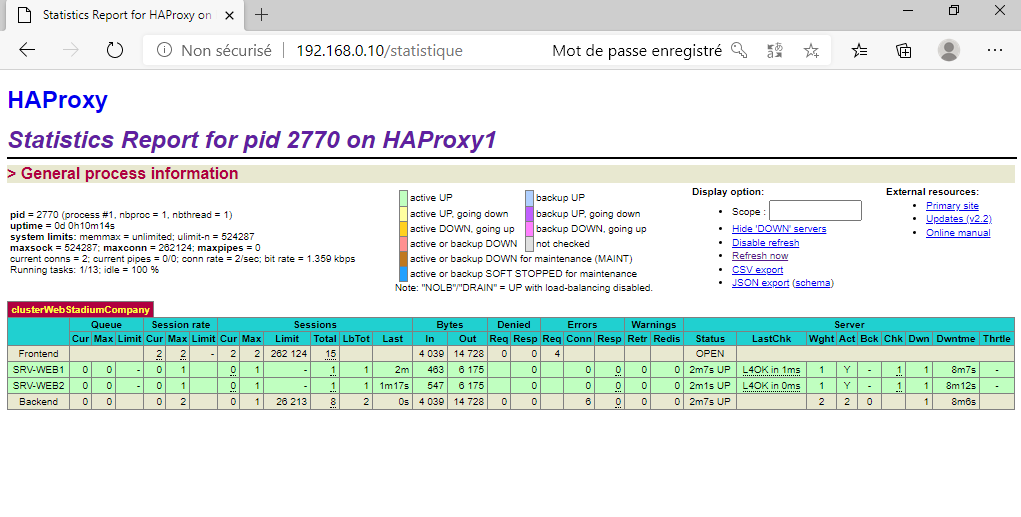 Statistics Report for HAProxy on
Non sécurisé | 192.168.0.10/statistique Mot de passe enregistré
HAProxy
Statistics Report for pid 2770 on HAProxy1
> General process information
pid = 2770 (process #1, nbproc = 1, nbthread = 1)
uptime = 0d 0h10m14s
system limits: memmax = unlimited; ulimit-n = 524287
maxsock = 524287; maxconn = 262124; maxpipes = 0
current conns = 2; current pipes = 0/0; conn rate = 2/sec; bit rate = 1.359 kbps
Running tasks: 1/13; idle = 100 %
active UP backup UP
active UP, going down backup UP, going down
active DOWN, going up backup DOWN, going up
active or backup DOWN not checked
active or backup DOWN for maintenance (MAINT)
active or backup SOFT STOPPED for maintenance
Note: "NOLB"/"DRAIN" = UP with load-balancing disabled.
Display option:
Scope :
Hide 'DOWN' servers
Disable refresh
Refresh now
CSV export
JSON export (schema)
External resources:
Primary site
Updates (v2.2)
Online manual
clusterWebStadiumCompany
Queue Session rate Sessions Bytes Denied Errors Warnings Server
Cur Max Limit Cur Max Limit Cur Max Limit Total LbTot Last In Out Req Resp Req Conn Resp Retr Redis Status LastChk Wght Act Bck Chk Dwn Dwntme Thrtle
Frontend 2 2 - 2 2 262 124 15 4 039 14 728 0 0 4 OPEN
SRV-WEB1 0 0 - 0 1 0 1 - 1 1 2m 463 6 175 0 0 0 0 0 2m7s UP L4OK in 1ms 1 Y - 1 1 8m7s -
SRV-WEB2 0 0 - 0 1 0 1 - 1 1 1m17s 547 6 175 0 0 0 0 0 2m1s UP L4OK in 0ms 1 Y - 1 1 8m12s -
Backend 0 0 0 2 0 1 26 213 8 2 0s 4 039 14 728 0 0 6 0 0 0 2m7s UP 2 2 0 1 8m6s